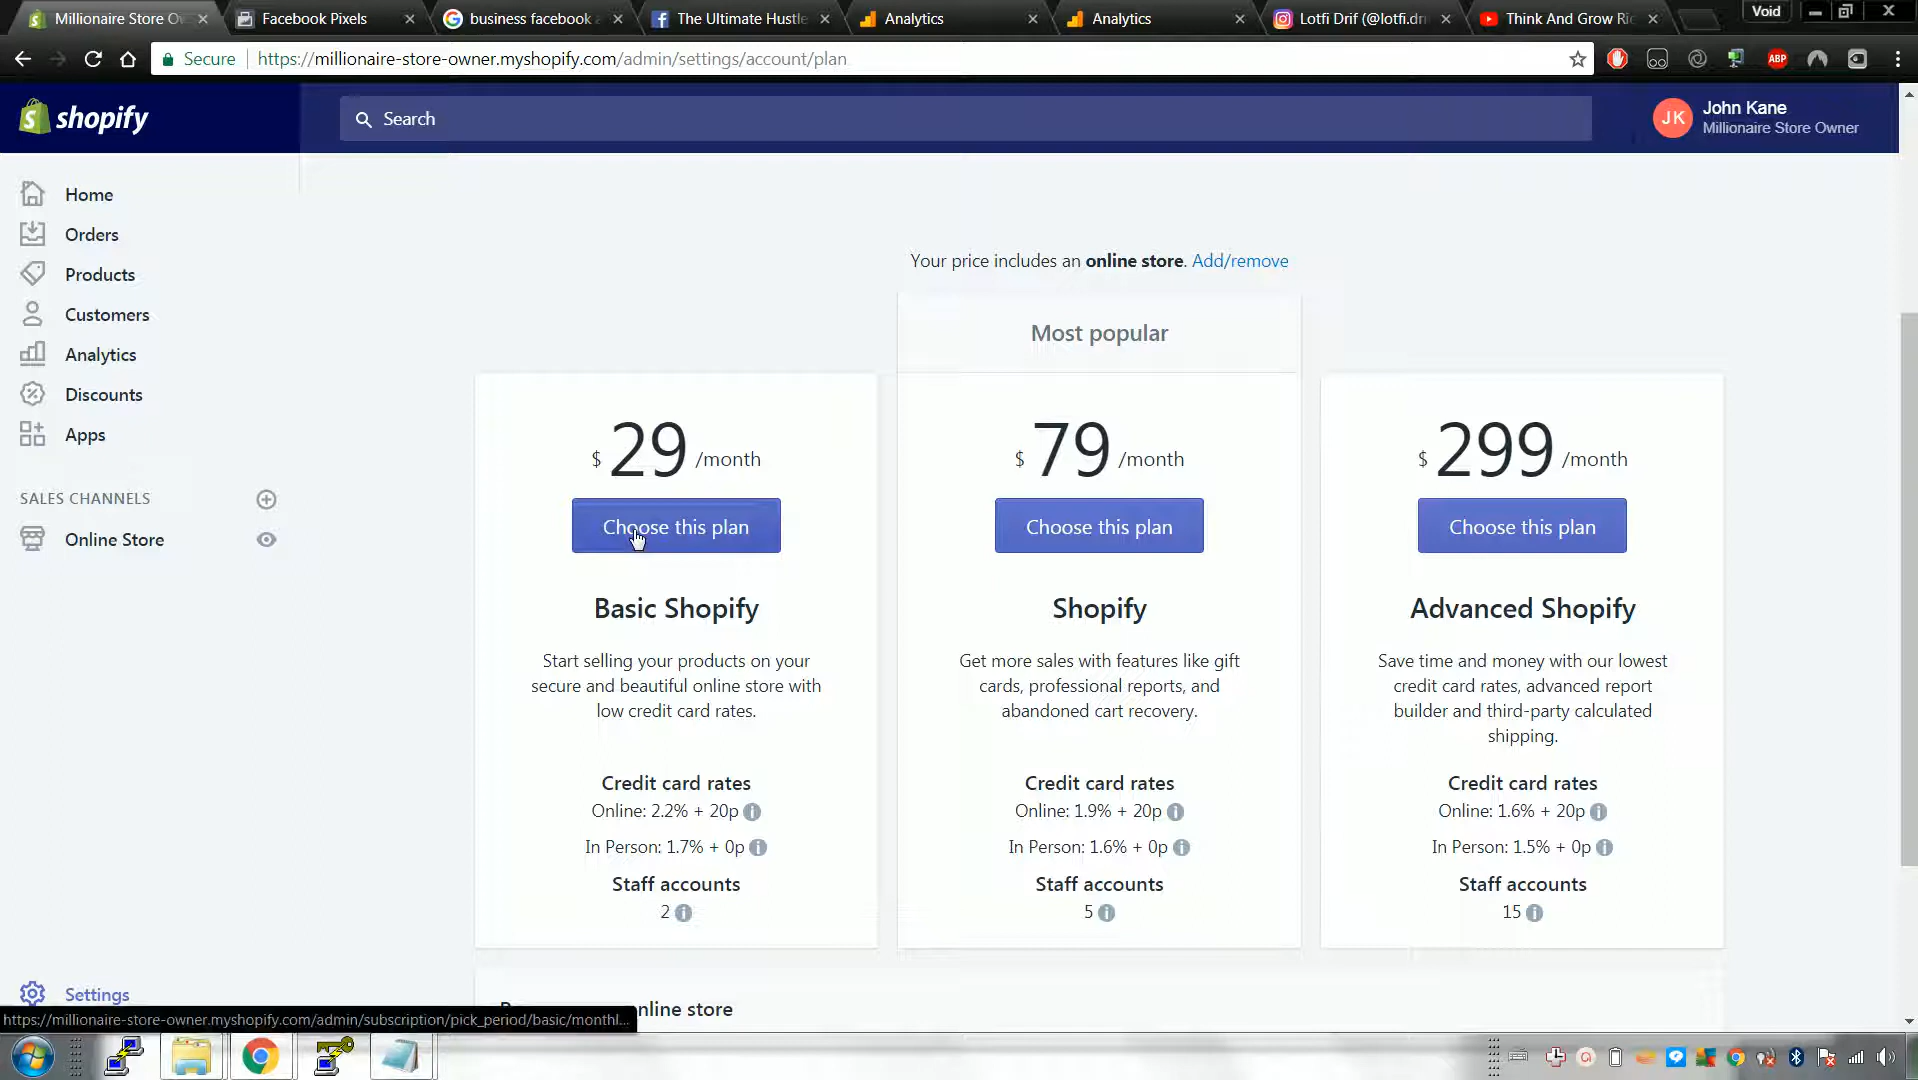 Millionaire Store O
Facebook Pixels
business facebook
The Ultimate Hustle
Analytics
Analytics
Lotfi Drif (@lotfi.dri
Think And Grow Ric
Void
Secure
https://millionaire-store-owner.myshopify.com/admin/settings/account/plan
ABP
shopify
Search
JK
John Kane
Millionaire Store Owner
Home
Orders
Products
Customers
Analytics
Discounts
Apps
SALES CHANNELS
Online Store
Settings
Your price includes an online store. Add/remove
Most popular
$ 29 /month
Choose this plan
Basic Shopify
Start selling your products on your
secure and beautiful online store with
low credit card rates.
Credit card rates
Online: 2.2% + 20p
In Person: 1.7% + 0p
Staff accounts
2
$ 79 /month
Choose this plan
Shopify
Get more sales with features like gift
cards, professional reports, and
abandoned cart recovery.
Credit card rates
Online: 1.9% + 20p
In Person: 1.6% + 0p
Staff accounts
5
$ 299 /month
Choose this plan
Advanced Shopify
Save time and money with our lowest
credit card rates, advanced report
builder and third-party calculated
shipping.
Credit card rates
Online: 1.6% + 20p
In Person: 1.5% + 0p
Staff accounts
15
nline store
https://millionaire-store-owner.myshopify.com/admin/subscription/pick_period/basic/monthl...